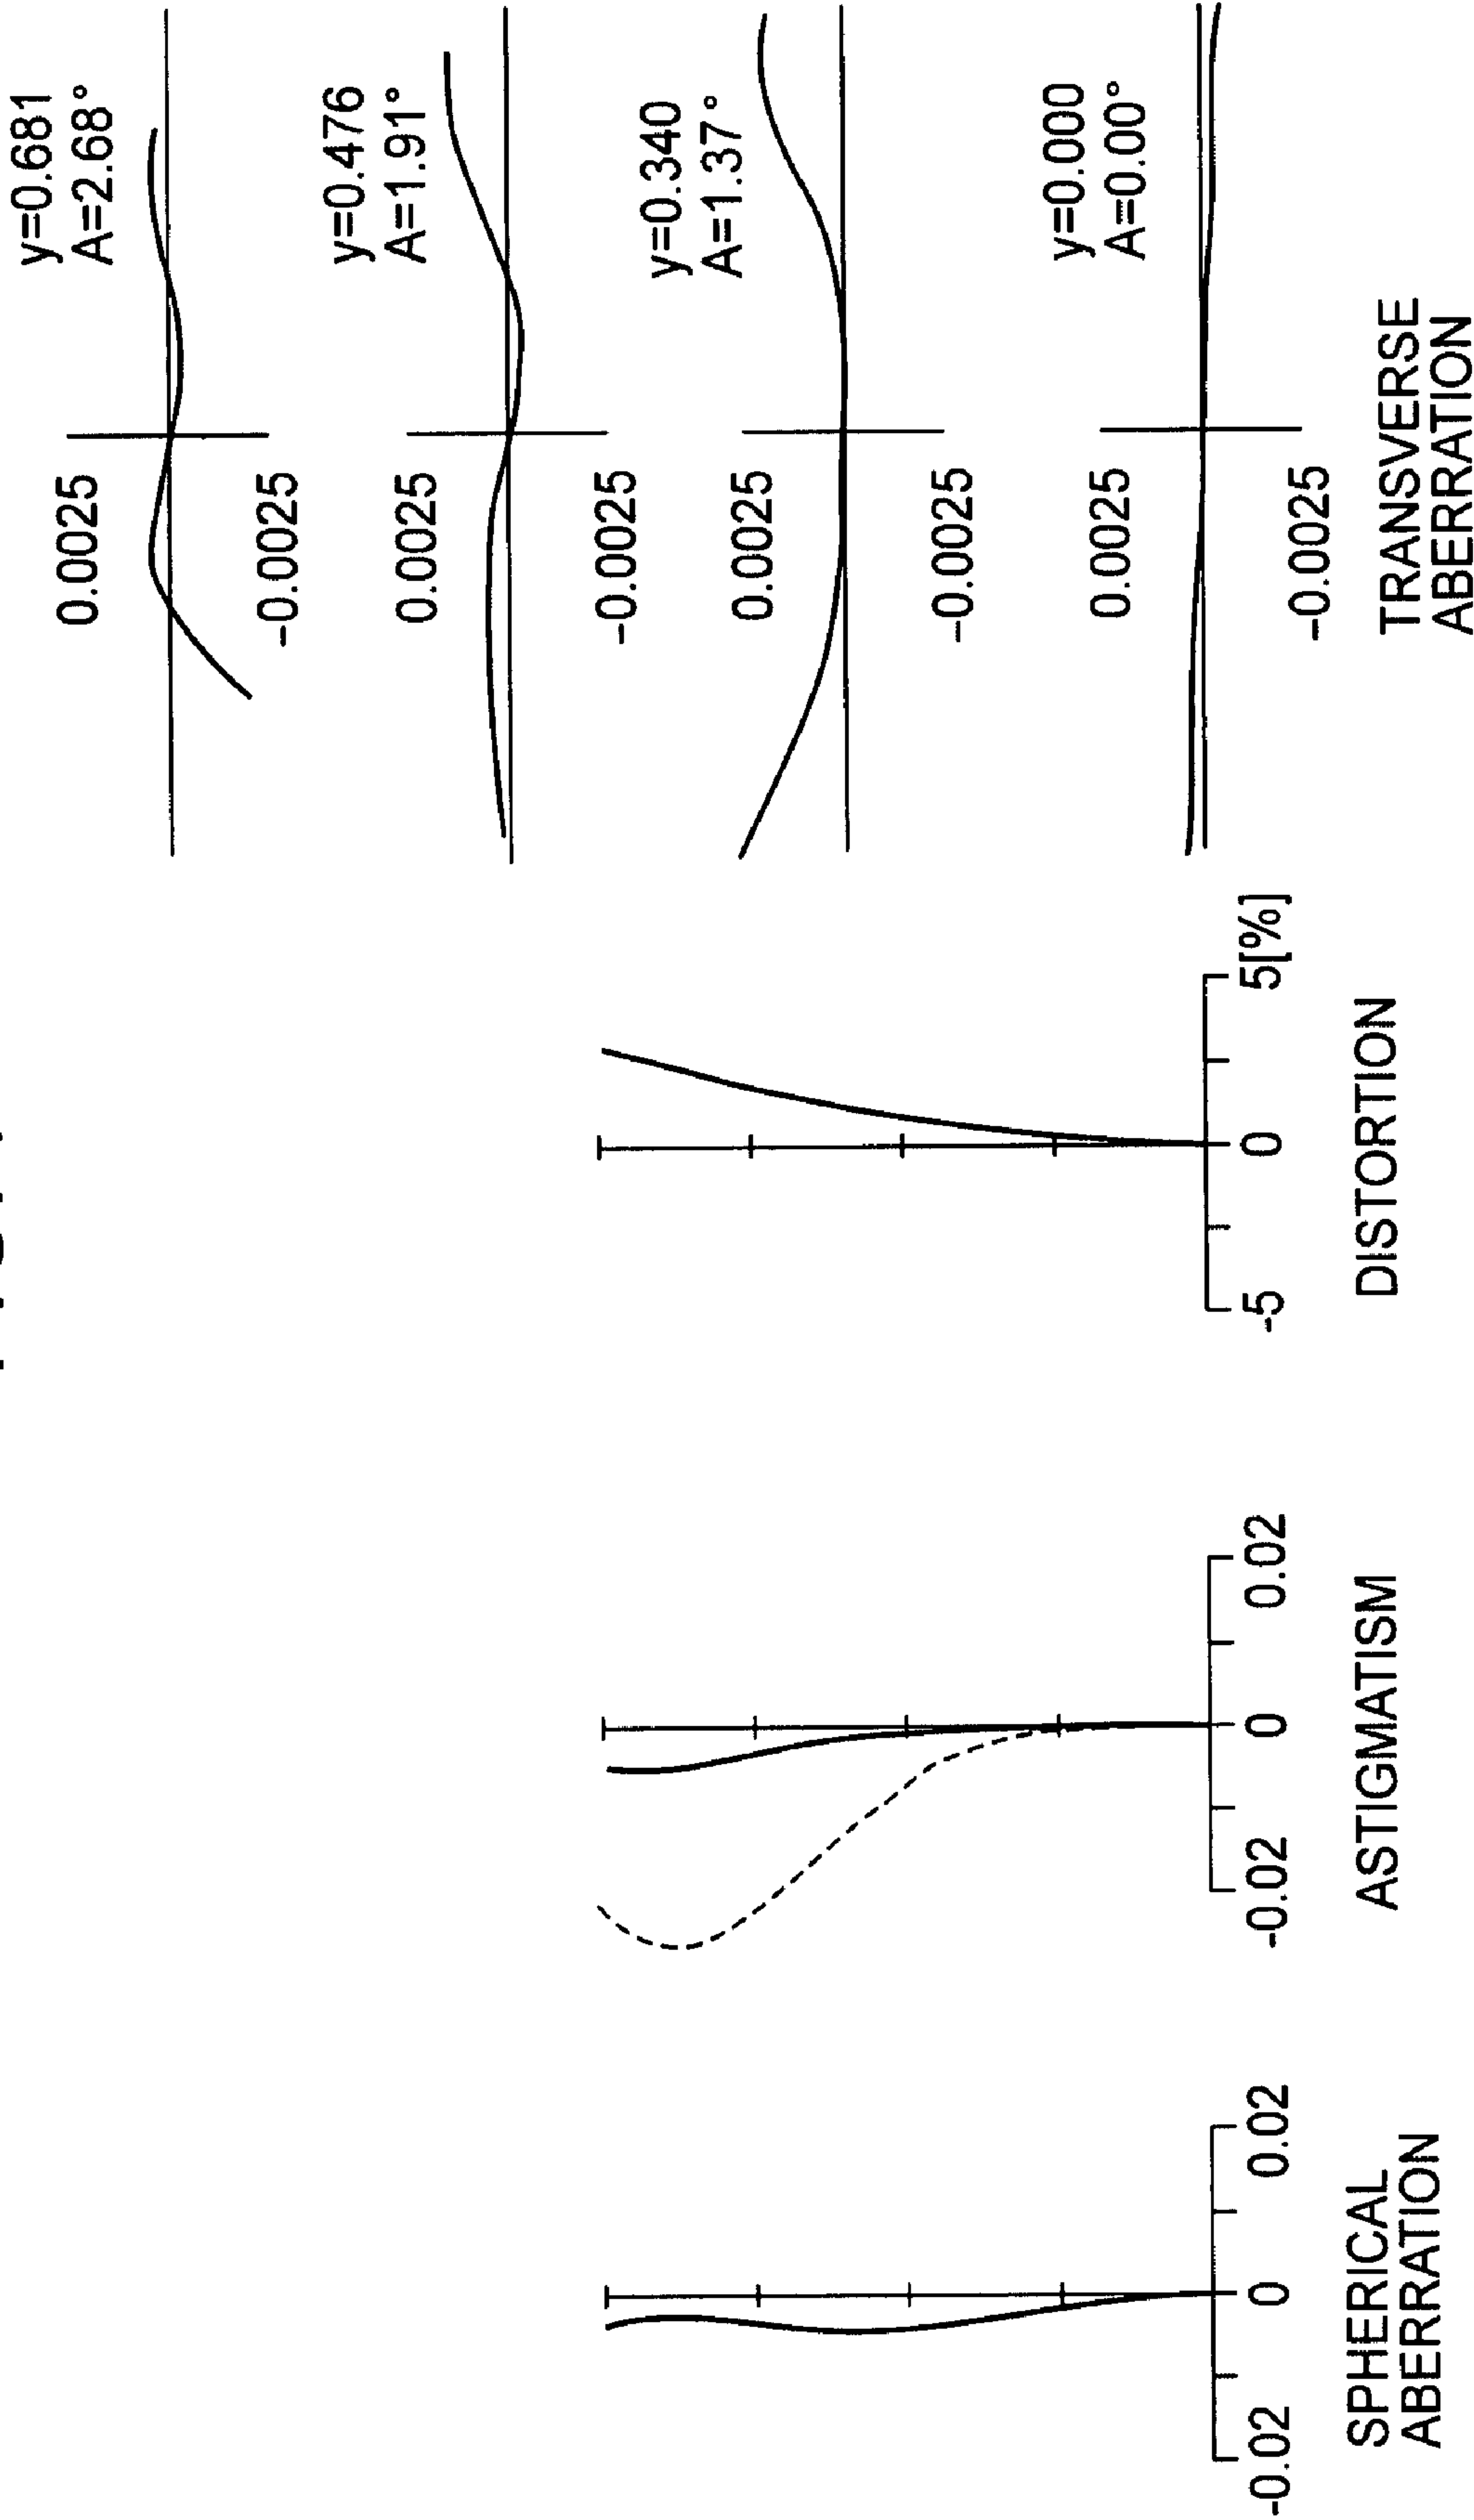 -0.02
0
0.02
SPHERICAL
ABERRATION
-0.02
0
0.02
ASTIGMATISM
-5
0
5[%]
DISTORTION
y=0.681
A=2.68°
0.0025
-0.0025
y=0.476
A=1.91°
0.0025
-0.0025
y=0.340
A=1.37°
0.0025
-0.0025
y=0.000
A=0.00°
0.0025
-0.0025
TRANSVERSE
ABERRATION